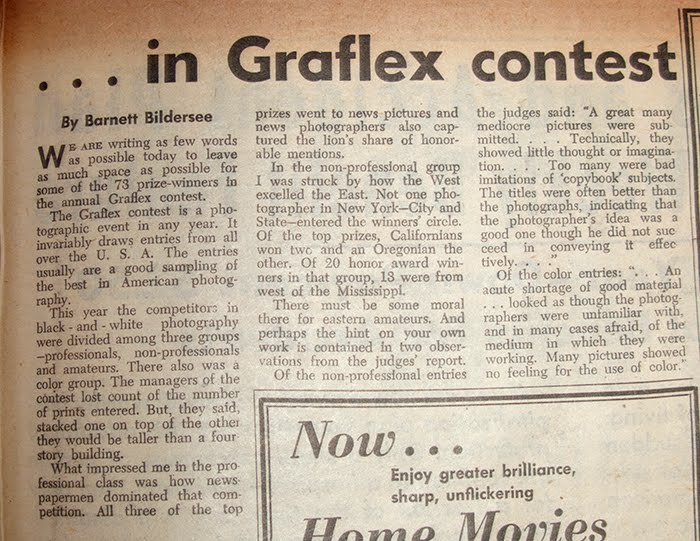 . . . in Graflex contest
By Barnett Bildersee
WE ARE writing as few words
as possible today to leave
as much space as possible for
some of the 73 prize-winners in
the annual Graflex contest.
The Graflex contest is a pho-
tographic event in any year. It
invariably draws entries from all
over the U. S. A. The entries
usually are a good sampling of
the best in American photog-
raphy.
This year the competitors in
black - and - white photography
were divided among three groups
—professionals, non-professionals
and amateurs. There also was a
color group. The managers of the
contest lost count of the number
of prints entered. But, they said,
stacked one on top of the other
they would be taller than a four-
story building.
What impressed me in the pro-
fessional class was how news-
papermen dominated that com-
petition. All three of the top
prizes went to news pictures and
news photographers also cap-
tured the lion's share of honor-
able mentions.
In the non-professional group
I was struck by how the West
excelled the East. Not one pho-
tographer in New York—City and
State—entered the winners' circle.
Of the top prizes, Californians
won two and an Oregonian the
other. Of 20 honor award win-
ners in that group, 13 were from
west of the Mississippi.
There must be some moral
there for eastern amateurs. And
perhaps the hint on your own
work is contained in two obser-
vations from the judges' report.
Of the non-professional entries
the judges said: "A great many
mediocre pictures were sub-
mitted. . . . Technically, they
showed little thought or imagina-
tion. . . . Too many were bad
imitations of 'copybook' subjects.
The titles were often better than
the photographs, indicating that
the photographer's idea was a
good one though he did not suc
ceed in conveying it effec
tively. . . ."
Of the color entries: ". . . An
acute shortage of good material
. . . looked as though the photog-
raphers were unfamiliar with,
and in many cases afraid, of the
medium in which they were
working. Many pictures showed
no feeling for the use of color."
Now . . .
Enjoy greater brilliance,
sharp, unflickering
Home Movies